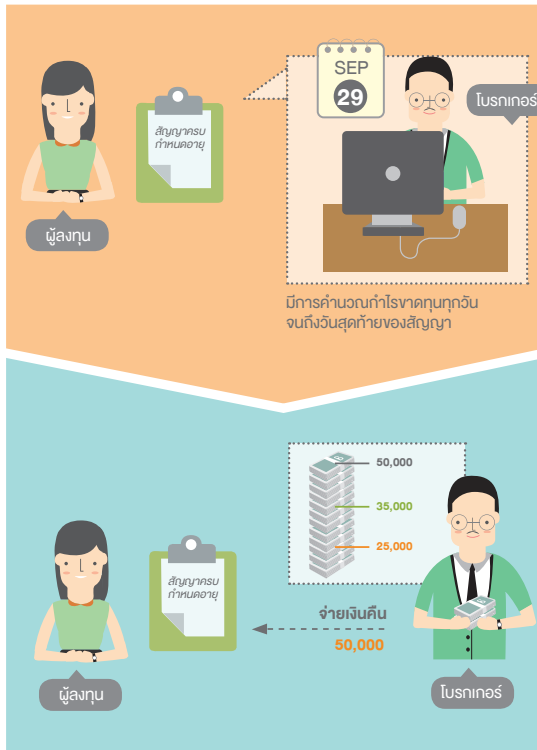 SEP
29
โบรกเกอร์
สัญญาครบ
กำหนดอายุ
ผู้ลงทุน
มีการคำนวณกำไรขาดทุนทุกวัน
จนถึงวันสุดท้ายของสัญญา
50,000
35,000
25,000
สัญญาครบ
กำหนดอายุ
จ่ายเงินคืน
50,000
ผู้ลงทุน
โบรกเกอร์